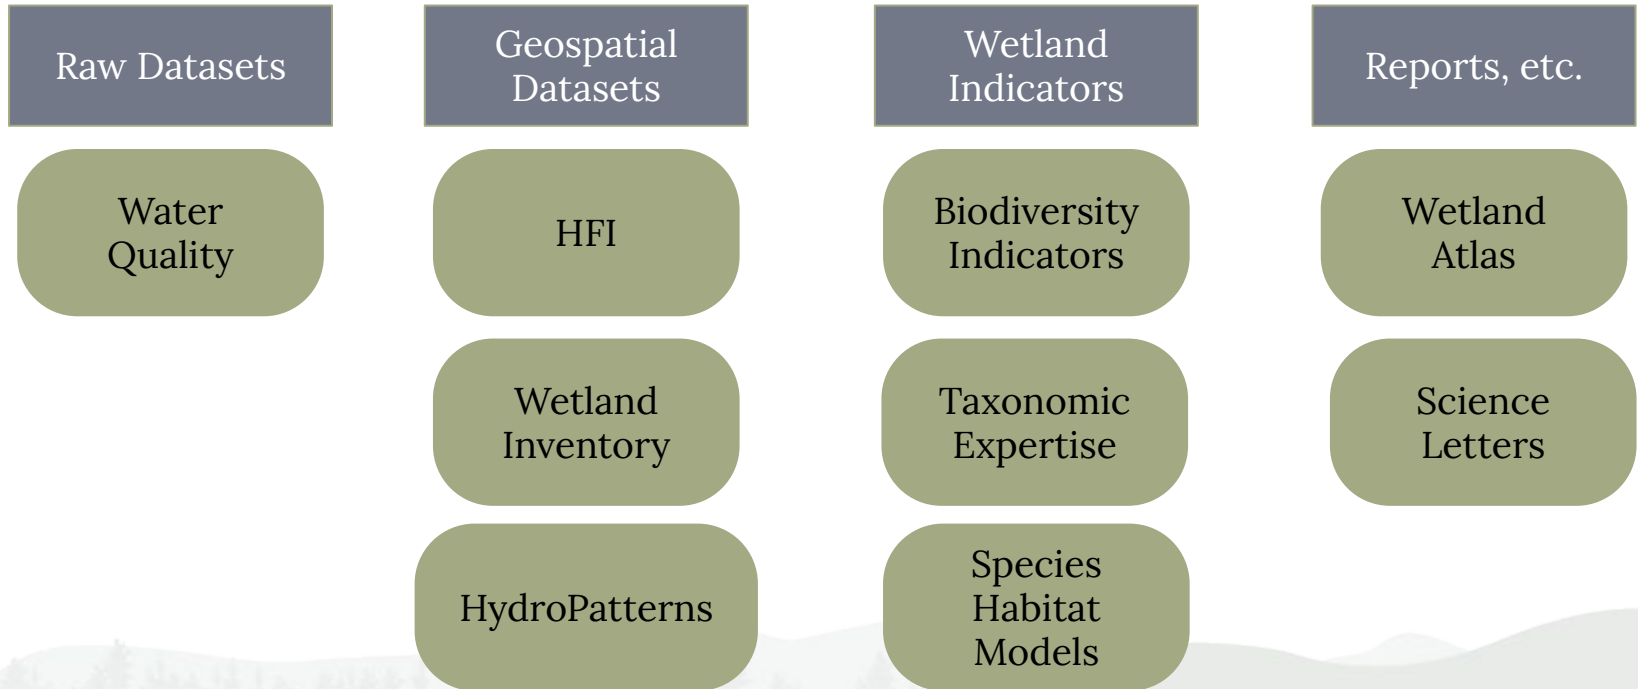 Raw Datasets
Geospatial
Datasets
Wetland
Indicators
Reports, etc.
Water
Quality
HFI
Biodiversity
Indicators
Wetland
Atlas
Wetland
Inventory
Taxonomic
Expertise
Science
Letters
HydroPatterns
Species
Habitat
Models